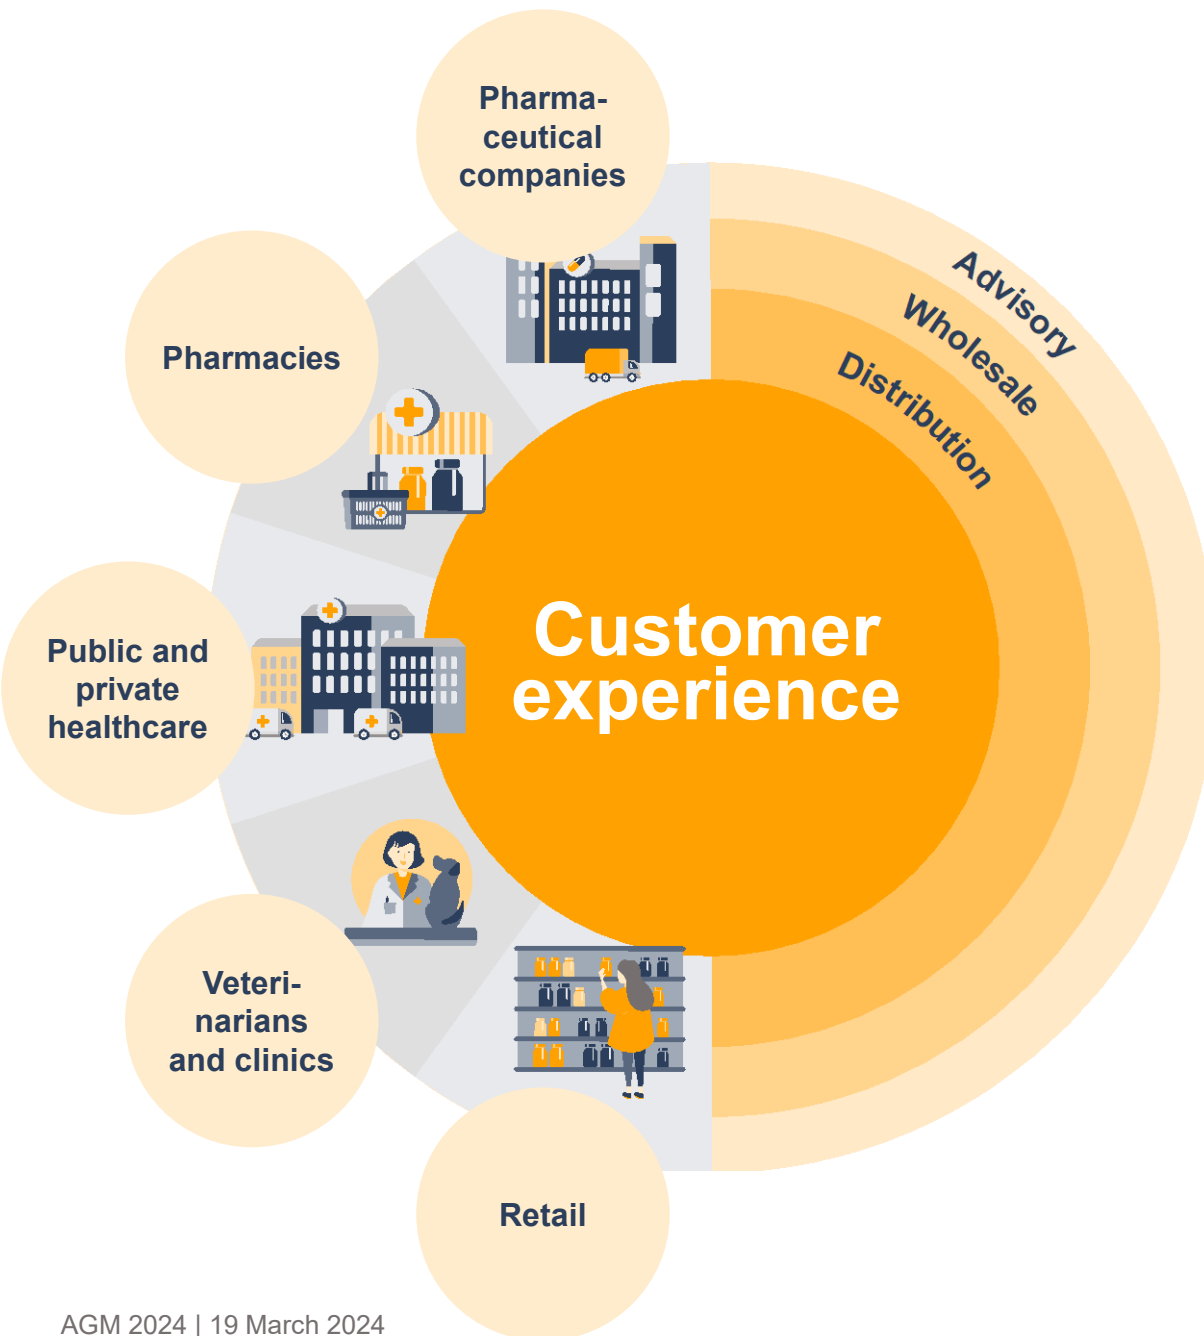 Pharma-
ceutical
companies
Pharmacies
Public and
private
healthcare
Veteri-
narians
and clinics
Retail
Customer
experience
Advisory
Wholesale
Distribution
AGM 2024 | 19 March 2024